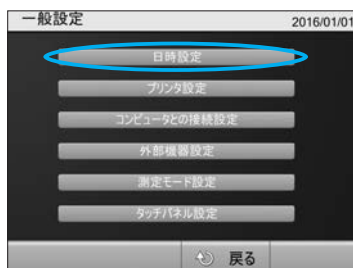 一般設定
2016/01/01
日時設定
プリンタ設定
コンピュータとの接続設定
外部機器設定
測定モード設定
タッチパネル設定
戻る